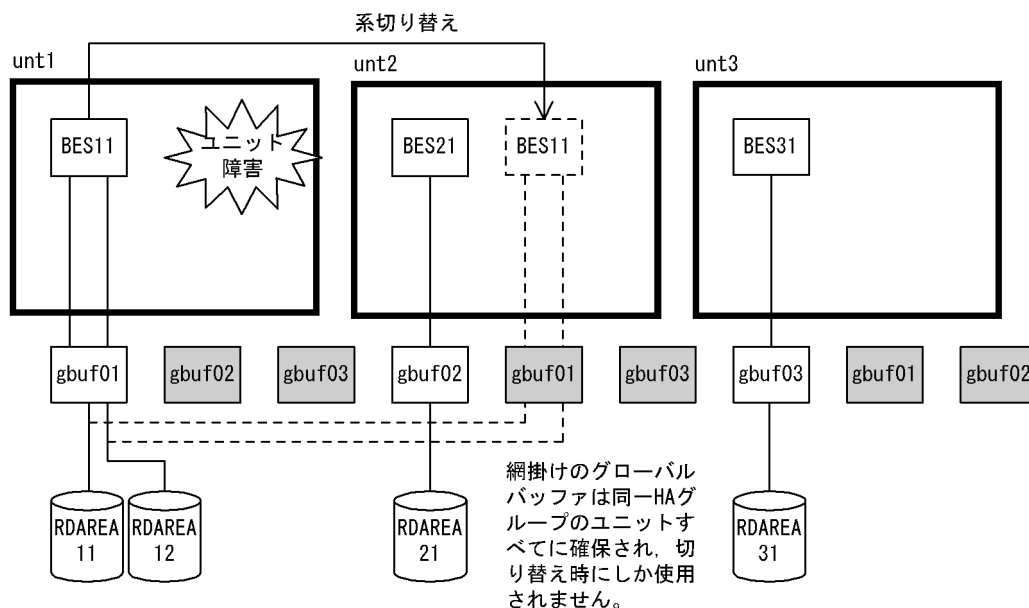 系切り替え
unt1
unt2
unt3
BES11
ユニット
障害
BES21
BES11
BES31
gbuf01
gbuf02
gbuf03
gbuf02
gbuf01
gbuf03
gbuf03
gbuf01
gbuf02
RDAREA
11
RDAREA
12
RDAREA
21
網掛けのグローバル
バッファは同一HAグ
ループのユニットす
べてに確保され，切
り替え時にしか使用
されません。
RDAREA
31